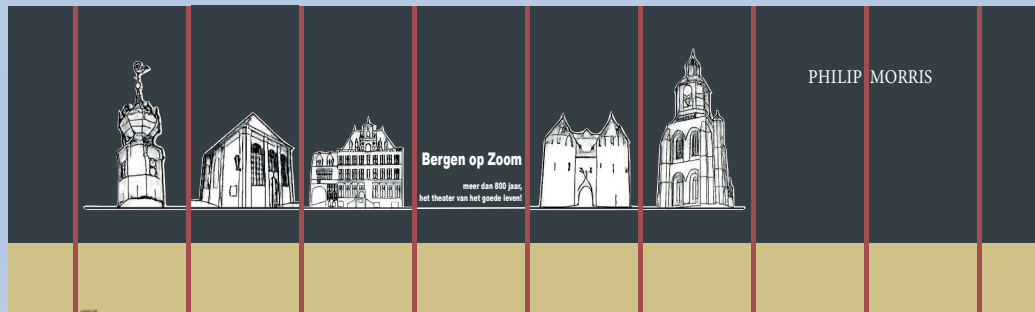 Bergen op Zoom
meer dan 800 jaar,
het theater van het goede leven!
PHILIP MORRIS